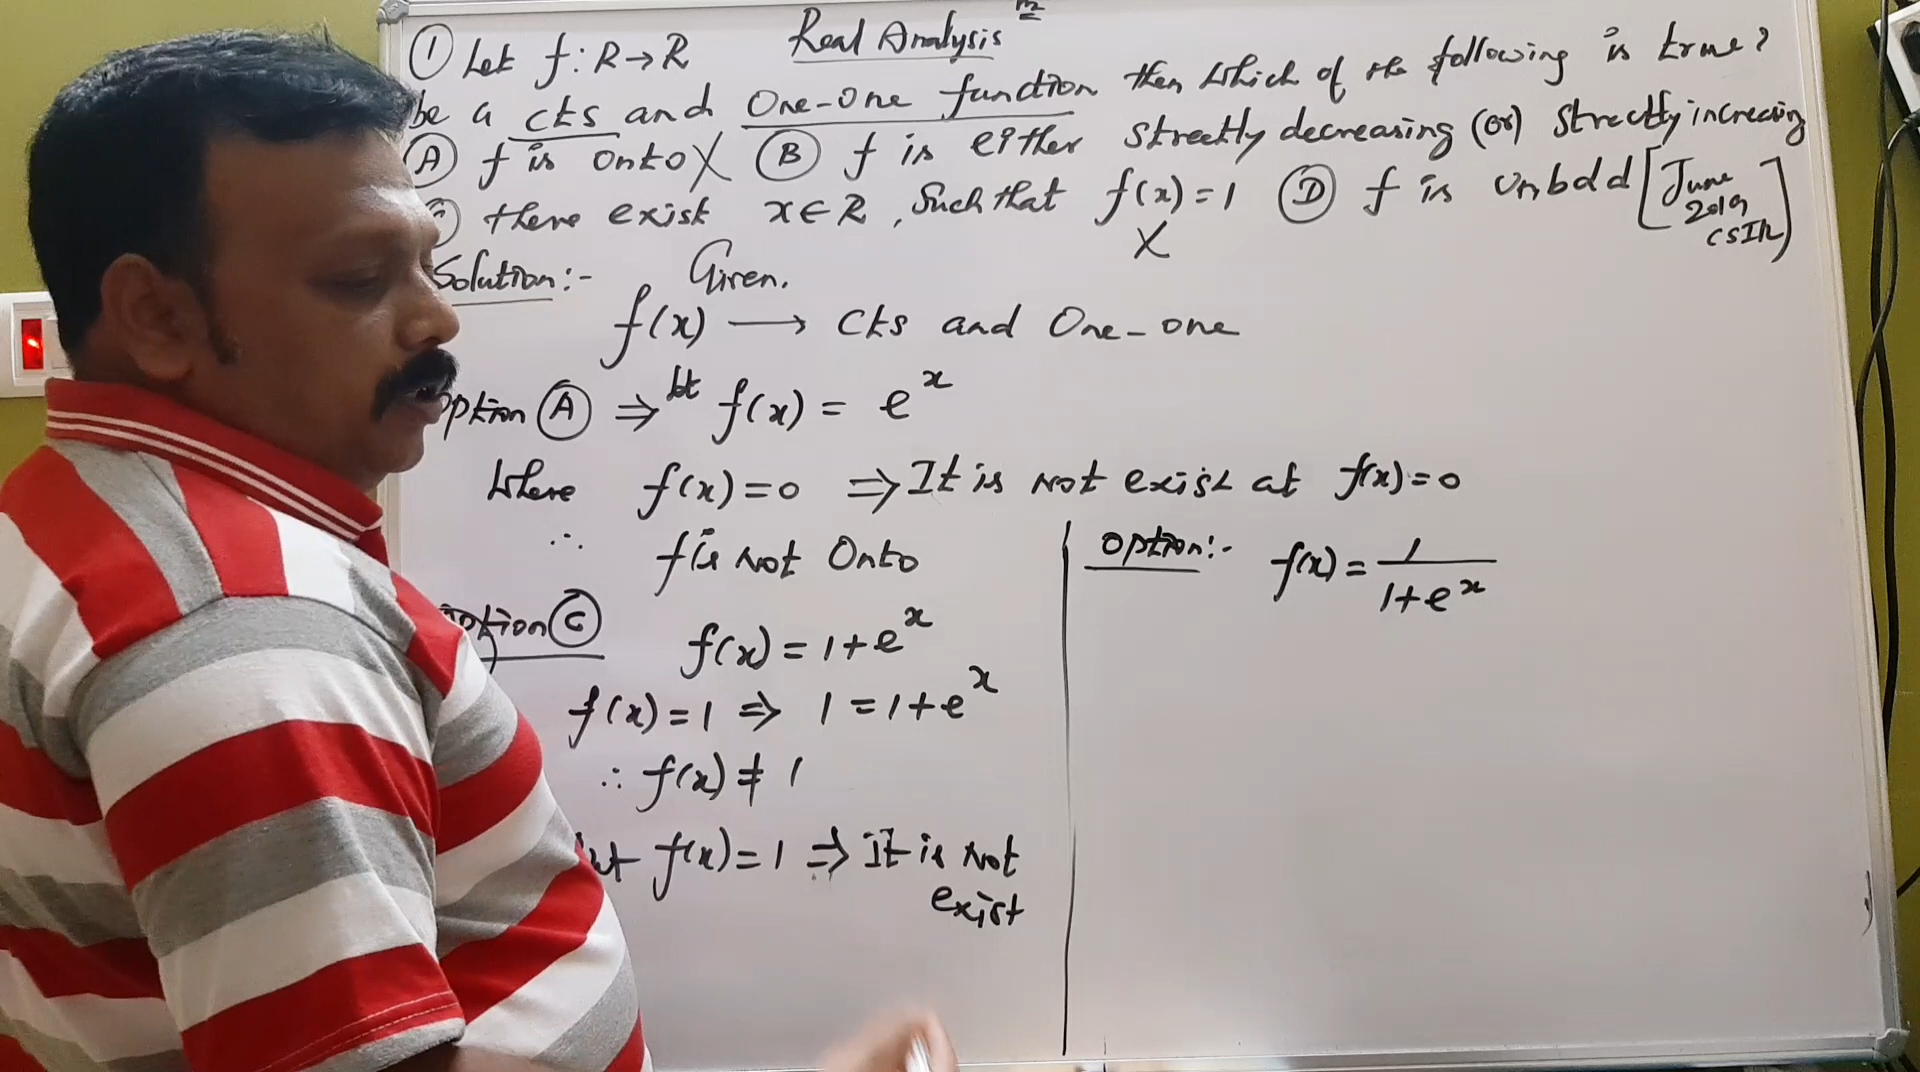 Real Analysis
① Let f: R→R
be a cts and One-One function then which of the following is true?
Ⓐ f is onto X Ⓑ f is either strectly decreasing (or) strectly increasing
there exist x∈R, Such that f(x)=1 Ⓓ f is unbdd [June 2019 CSIR]
X
Solution:- Given.
f(x) ⟶ cts and One-one
option Ⓐ ⇒ let f(x) = e^x
where f(x)=0 ⇒ It is not exist at f(x)=0
∴ f is not Onto
option Ⓒ f(x) = 1+e^x
f(x)=1 ⇒ 1=1+e^x
∴ f(x)≠1
f(x)=1 ⇒ It is not
exist
option:- f(x) = 1/(1+e^x)